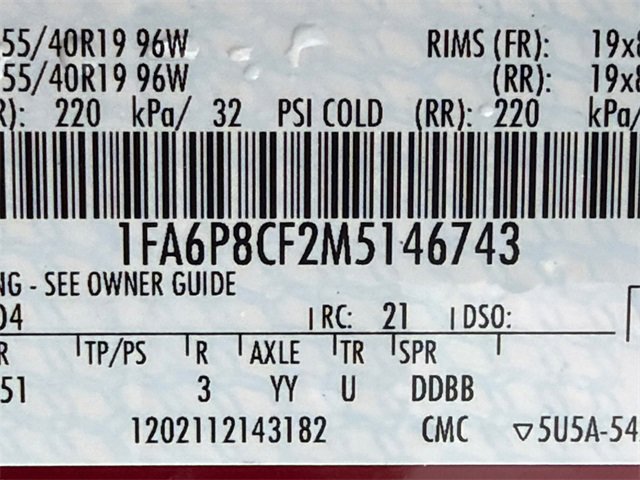 55/40R19 96W RIMS (FR): 19x8
55/40R19 96W (RR): 19x8
R): 220 kPa/ 32 PSI COLD (RR): 220 kPa/
1FA6P8CF2M5146743
NG - SEE OWNER GUIDE
04 RC: 21 DSO:
R TP/PS R AXLE TR SPR
51 3 YY U DDBB
1202112143182 CMC ▽5U5A-54